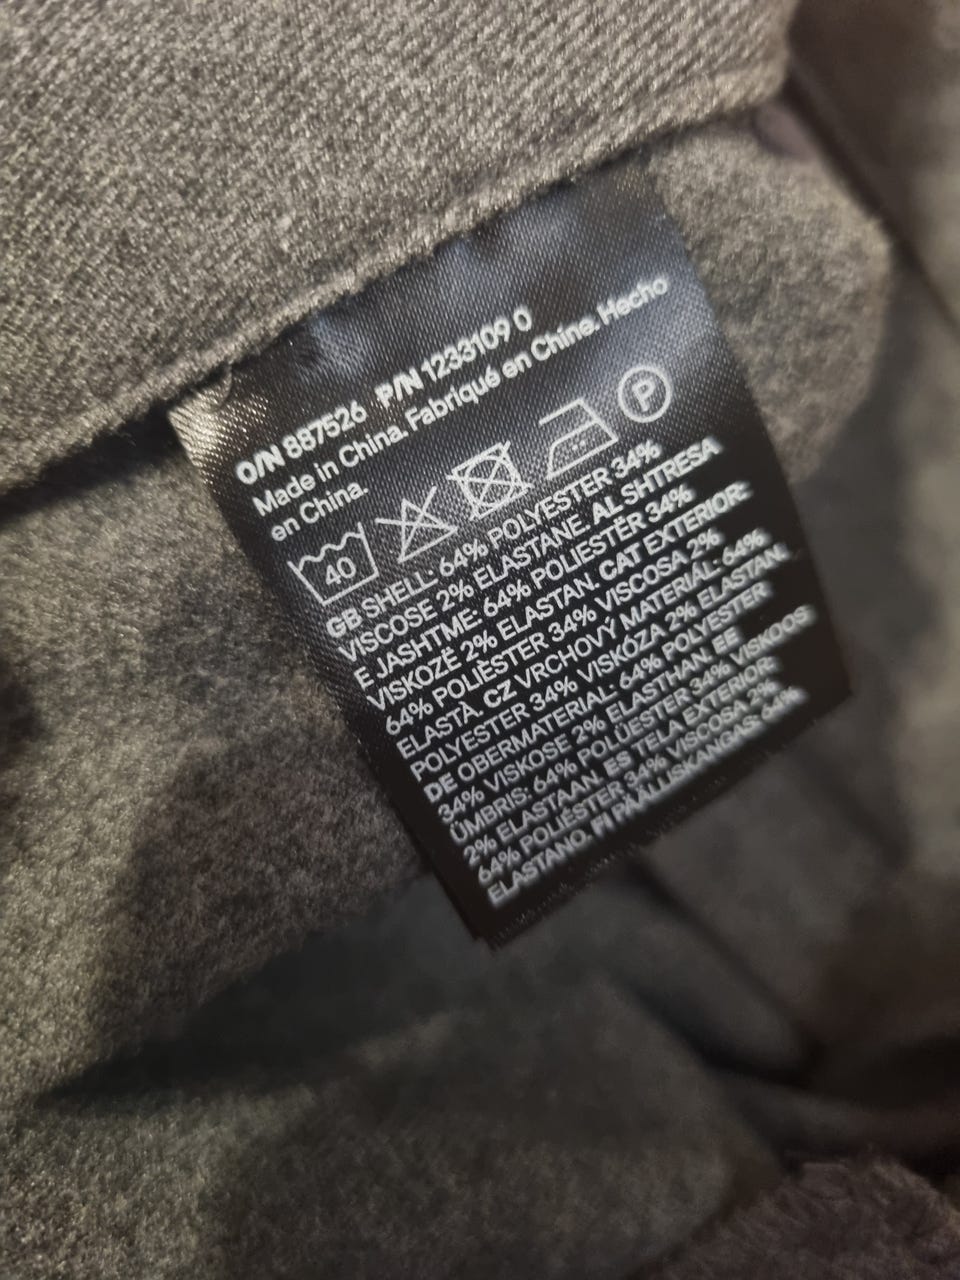 O/N 887526 P/N 1233109 0
Made in China. Fabriqué en Chine. Hecho
en China.
40 P
GB SHELL: 64% POLYESTER 34%
VISCOSE 2% ELASTANE. AL SHTRESA
E JASHTME: 64% POLIESTËR 34%
VISKOZË 2% ELASTAN. CAT EXTERIOR:
64% POLIÈSTER 34% VISCOSA 2%
ELASTÀ. CZ VRCHOVÝ MATERIÁL: 64%
POLYESTER 34% VISKÓZA 2% ELASTAN.
DE OBERMATERIAL: 64% POLYESTER
34% VISKOSE 2% ELASTHAN. EE
ÜMBRIS: 64% POLÜESTER 34% VISKOOS
2% ELASTAAN. ES TELA EXTERIOR:
64% POLIÉSTER 34% VISCOSA 2%
ELASTANO. FI PÄÄLLISKANGAS: 64%